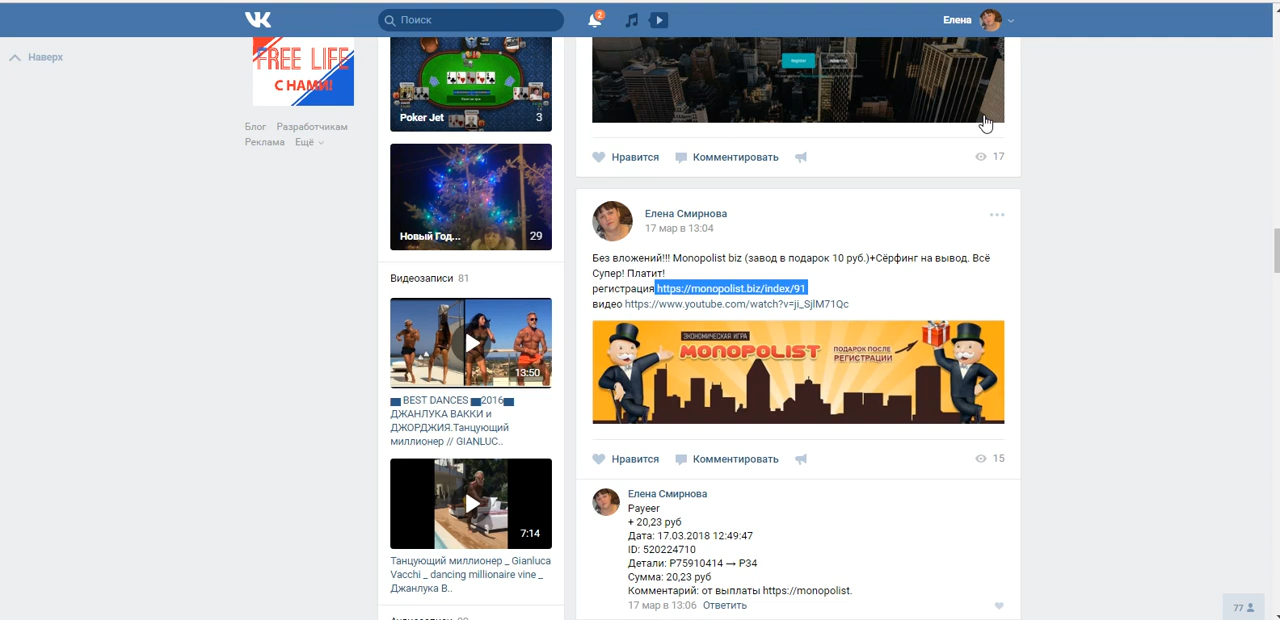 Поиск
2
Елена
Наверх
FREE LIFE
С НАМИ!
Блог Разработчикам
Реклама Ещё
Poker Jet 3
Новый Год... 29
Видеозаписи 81
13:50
BEST DANCES 2016
ДЖАНЛУКА ВАККИ и
ДЖОРДЖИЯ.Танцующий
миллионер // GIANLUC..
7:14
Танцующий миллионер _ Gianluca
Vacchi _ dancing millionaire vine _
Джанлука В..
Нравится Комментировать 17
Елена Смирнова
17 мар в 13:04
Без вложений!!! Monopolist biz (завод в подарок 10 руб.)+Сёрфинг на вывод. Всё
Супер! Платит!
регистрация https://monopolist.biz/index/91
видео https://www.youtube.com/watch?v=ji_SjlM71Qc
ЭКОНОМИЧЕСКАЯ ИГРА
MONOPOLIST
ПОДАРОК ПОСЛЕ
РЕГИСТРАЦИИ
Нравится Комментировать 15
Елена Смирнова
Payeer
+ 20,23 руб
Дата: 17.03.2018 12:49:47
ID: 520224710
Детали: P75910414 → P34
Сумма: 20,23 руб
Комментарий: от выплаты https://monopolist.
17 мар в 13:06 Ответить
77